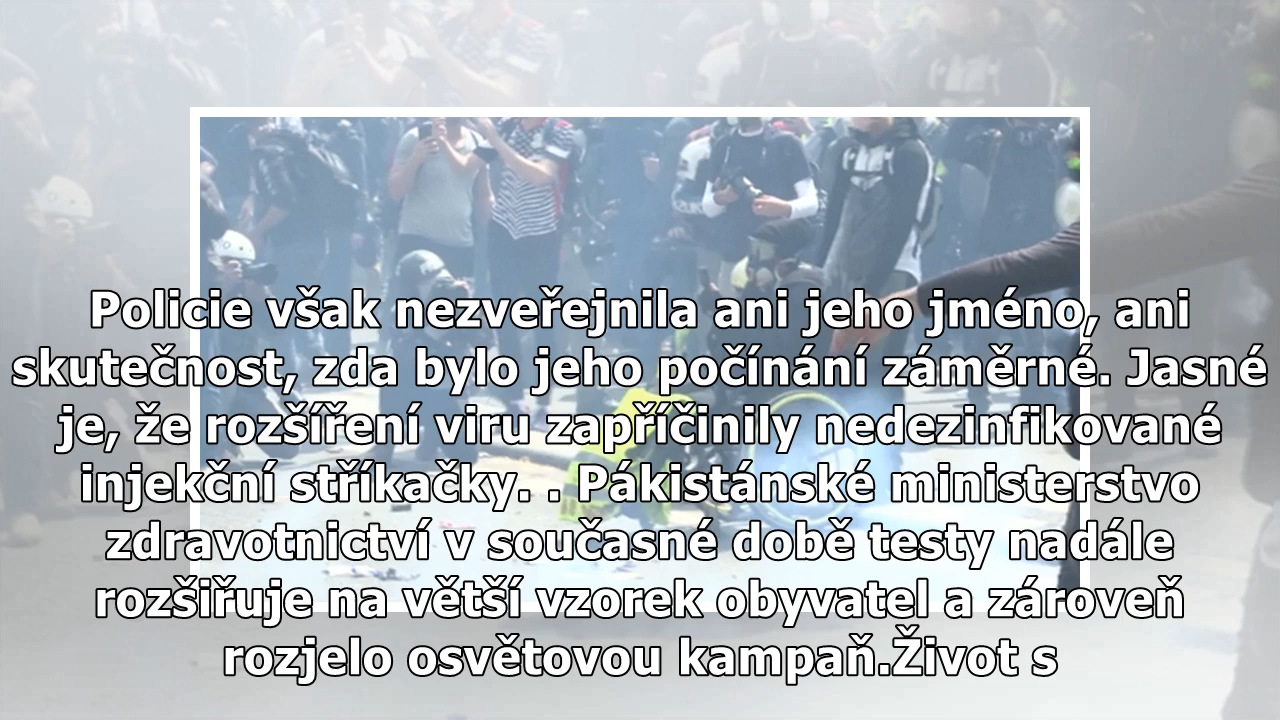 Policie však nezveřejnila ani jeho jméno, ani
skutečnost, zda bylo jeho počínání záměrné. Jasné
je, že rozšíření viru zapříčinily nedezinfikované
injekční stříkačky. . Pákistánské ministerstvo
zdravotnictví v současné době testy nadále
rozšiřuje na větší vzorek obyvatel a zároveň
rozjelo osvětovou kampaň.Život s